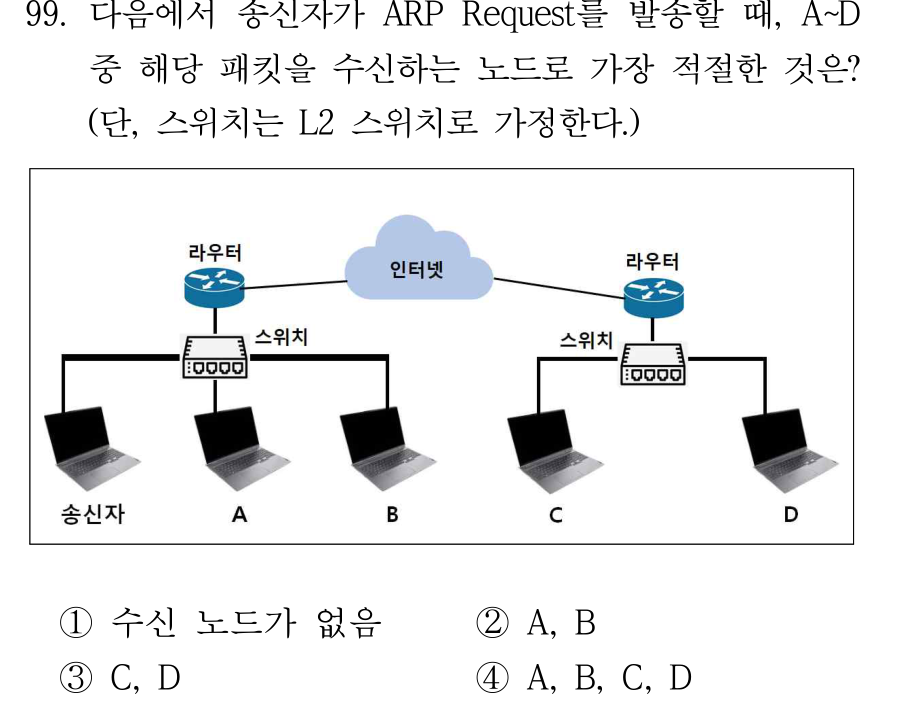 99. 다음에서 송신자가 ARP Request를 발송할 때, A~D
중 해당 패킷을 수신하는 노드로 가장 적절한 것은?
(단, 스위치는 L2 스위치로 가정한다.)
라우터
인터넷
라우터
스위치
스위치
송신자 A B C D
① 수신 노드가 없음 ② A, B
③ C, D ④ A, B, C, D